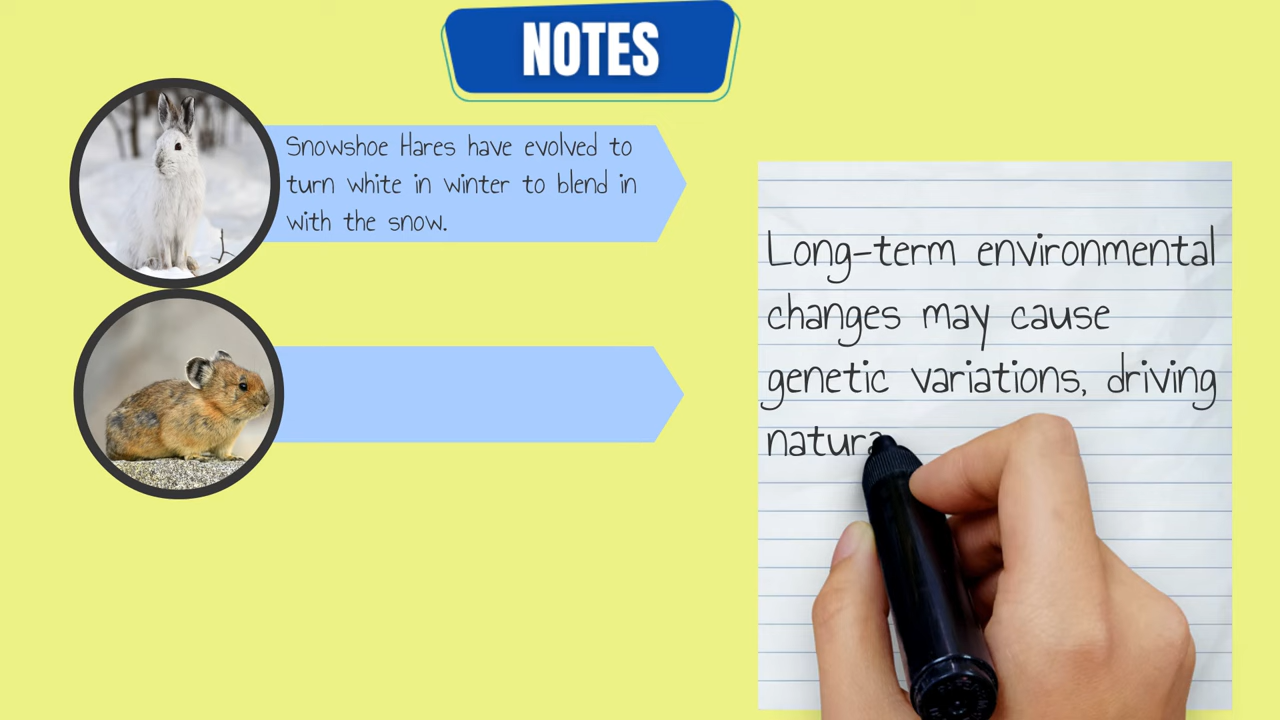 NOTES
Snowshoe Hares have evolved to
turn white in winter to blend in
with the snow.
Long-term environmental
changes may cause
genetic variations, driving
natura